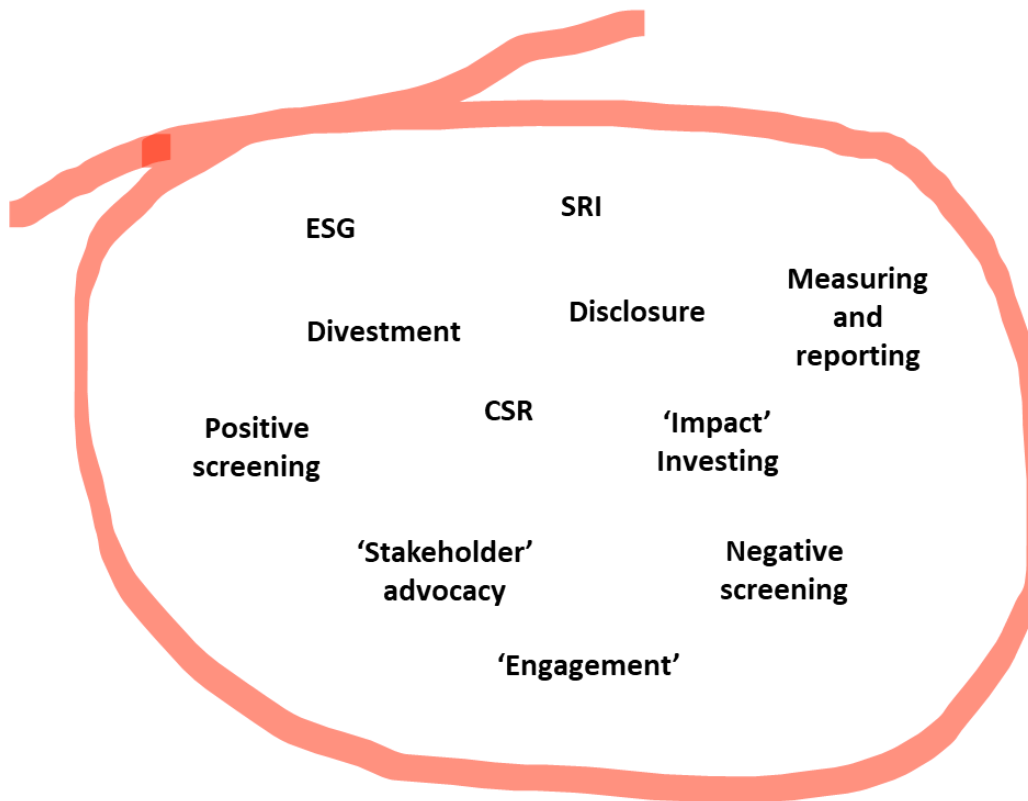 SRI
ESG
Measuring
and
reporting
Disclosure
Divestment
CSR
Positive
screening
‘Impact’
Investing
‘Stakeholder’
advocacy
Negative
screening
‘Engagement’